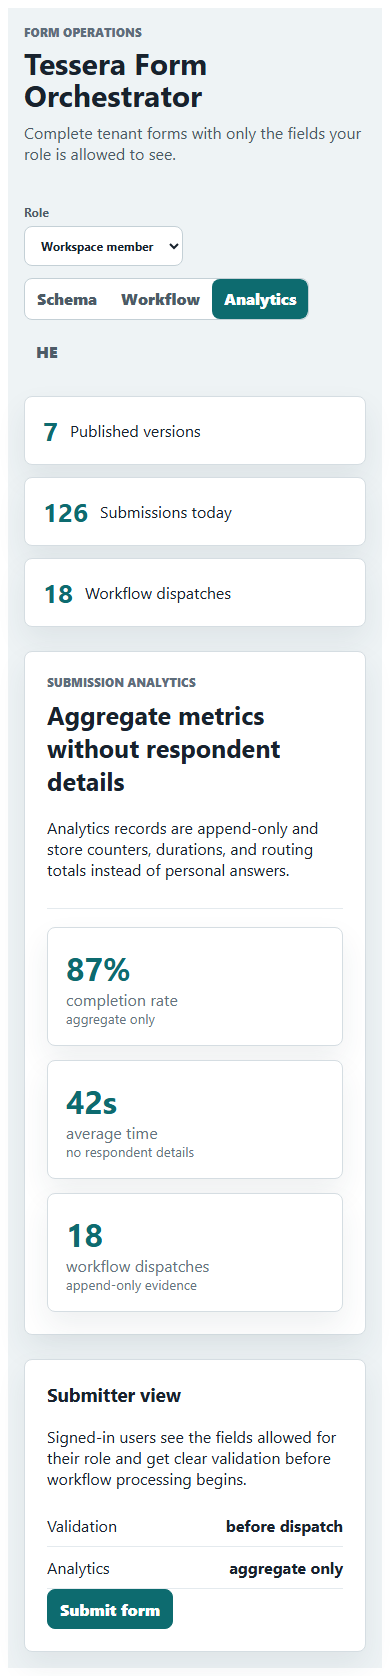 FORM OPERATIONS
Tessera Form
Orchestrator
Complete tenant forms with only the fields your
role is allowed to see.
Role
Workspace member
Schema Workflow Analytics
HE
7 Published versions
126 Submissions today
18 Workflow dispatches
SUBMISSION ANALYTICS
Aggregate metrics
without respondent
details
Analytics records are append-only and
store counters, durations, and routing
totals instead of personal answers.
87%
completion rate
aggregate only
42s
average time
no respondent details
18
workflow dispatches
append-only evidence
Submitter view
Signed-in users see the fields allowed for
their role and get clear validation before
workflow processing begins.
Validation before dispatch
Analytics aggregate only
Submit form